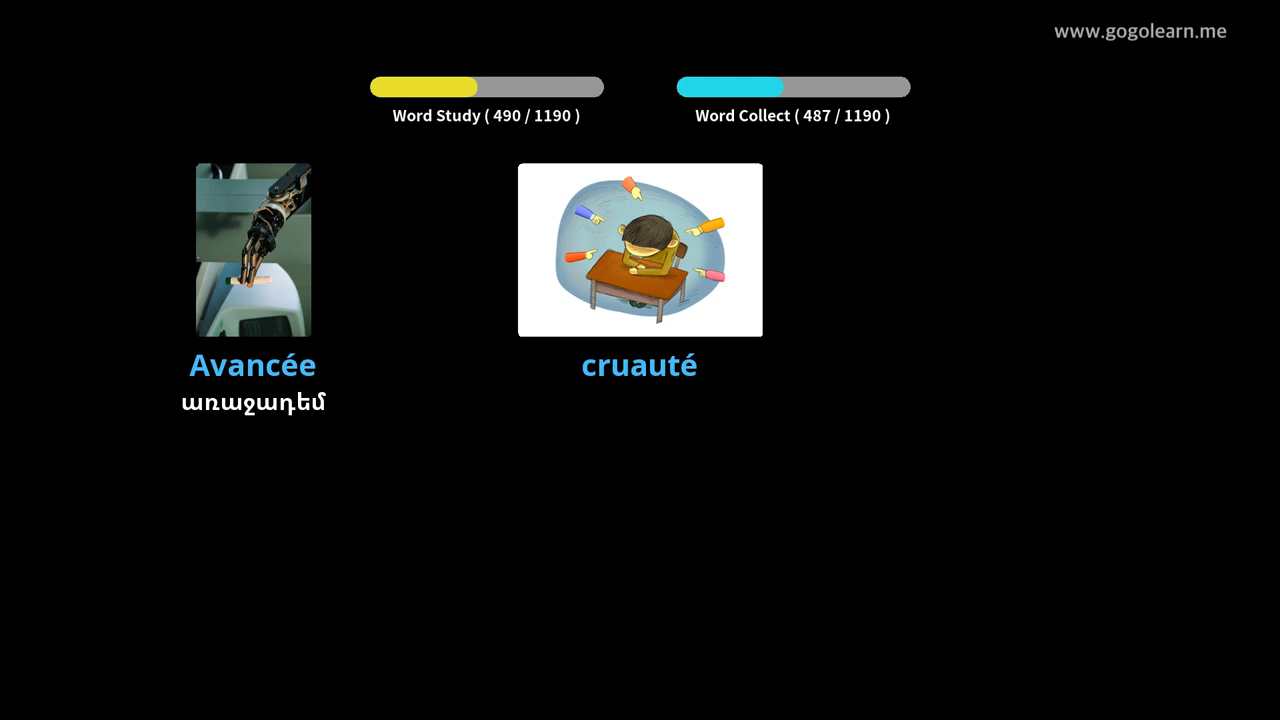 www.gogolearn.me
Word Study ( 490 / 1190 )
Word Collect ( 487 / 1190 )
Avancée
cruauté
առաջադեմ